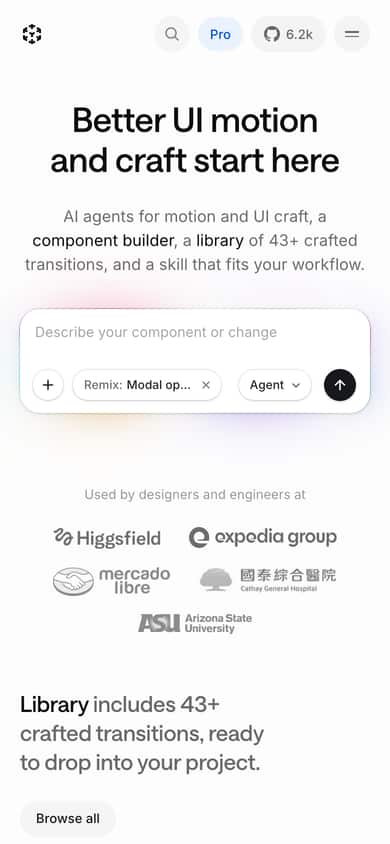 Pro
6.2k
Better UI motion
and craft start here
AI agents for motion and UI craft, a
component builder, a library of 43+ crafted
transitions, and a skill that fits your workflow.
Describe your component or change
Remix: Modal op...
Agent
Used by designers and engineers at
Higgsfield
expedia group
mercado
libre
國泰綜合醫院
Cathay General Hospital
ASU Arizona State
University
Library includes 43+
crafted transitions, ready
to drop into your project.
Browse all